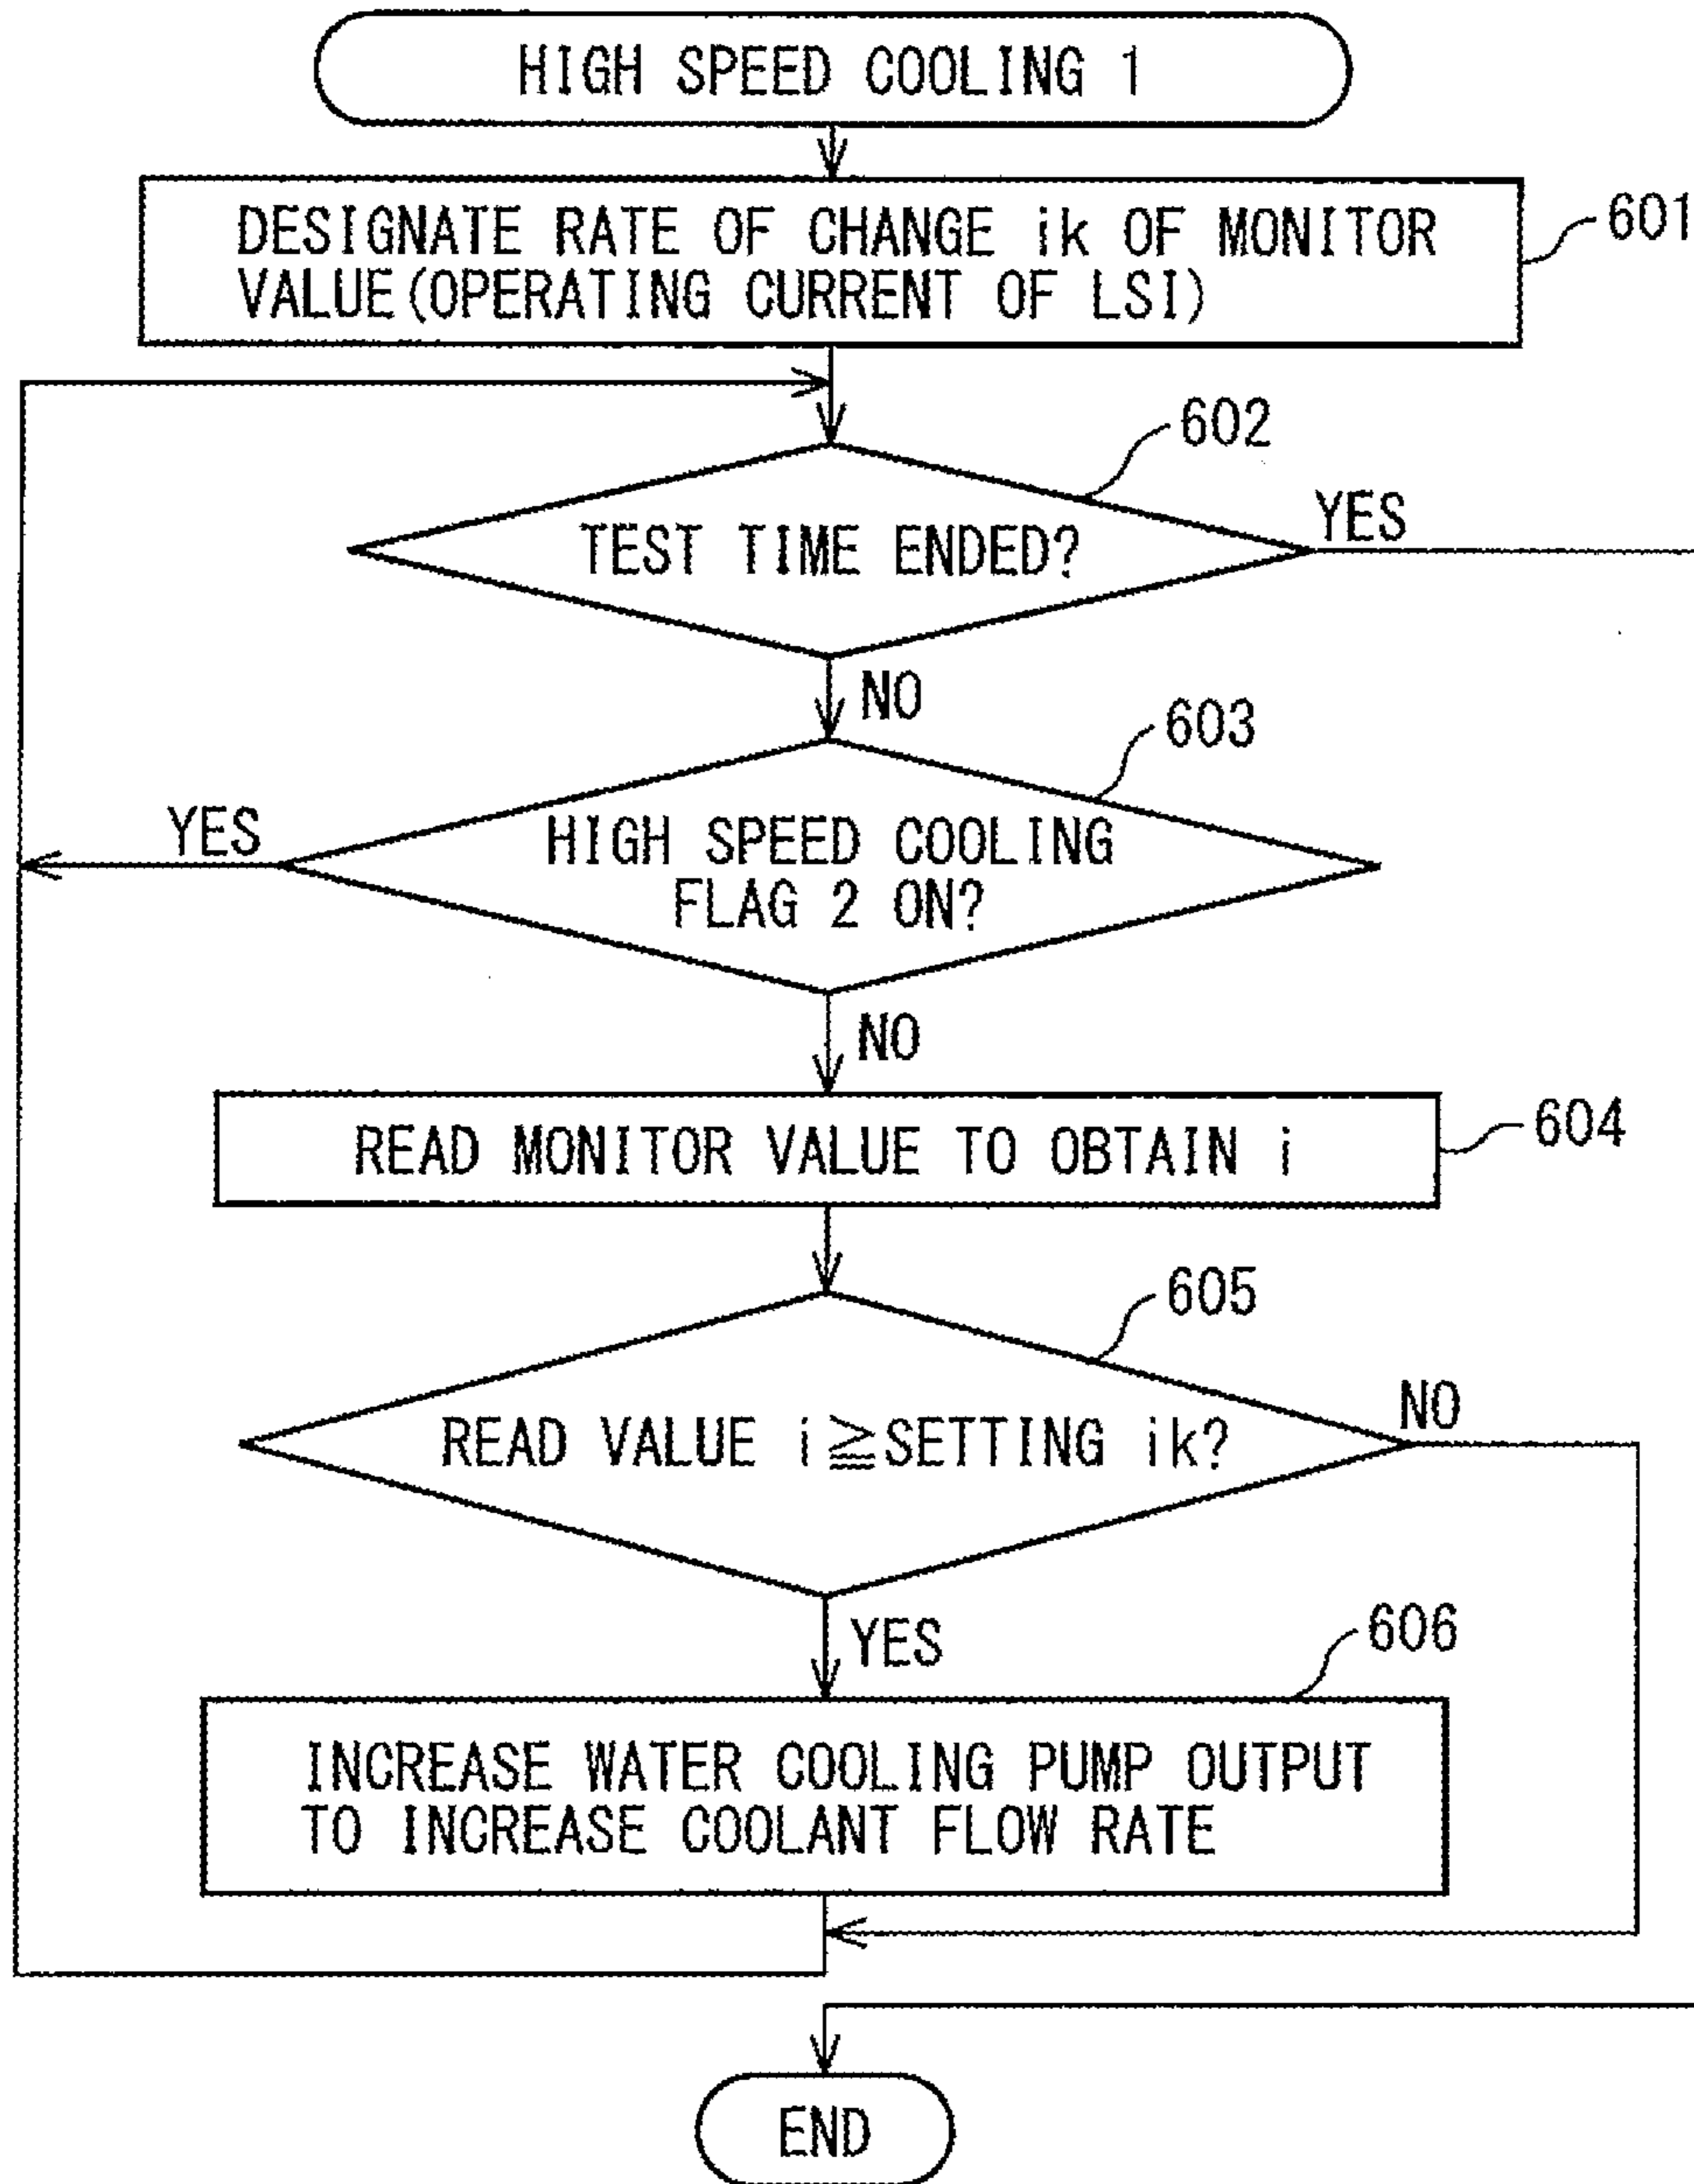 HIGH SPEED COOLING 1
DESIGNATE RATE OF CHANGE ik OF MONITOR
VALUE(OPERATING CURRENT OF LSI)
601
602
TEST TIME ENDED?
YES
NO
603
HIGH SPEED COOLING
FLAG 2 ON?
YES
NO
READ MONITOR VALUE TO OBTAIN i
604
605
READ VALUE i≧SETTING ik?
NO
YES
606
INCREASE WATER COOLING PUMP OUTPUT
TO INCREASE COOLANT FLOW RATE
END